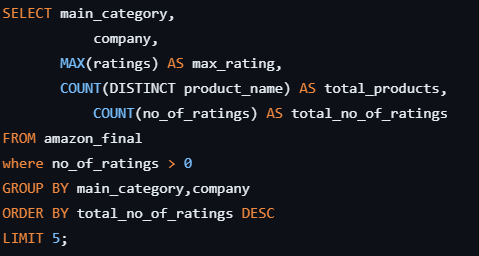 SELECT main_category,
company,
MAX(ratings) AS max_rating,
COUNT(DISTINCT product_name) AS total_products,
COUNT(no_of_ratings) AS total_no_of_ratings
FROM amazon_final
where no_of_ratings > 0
GROUP BY main_category,company
ORDER BY total_no_of_ratings DESC
LIMIT 5;